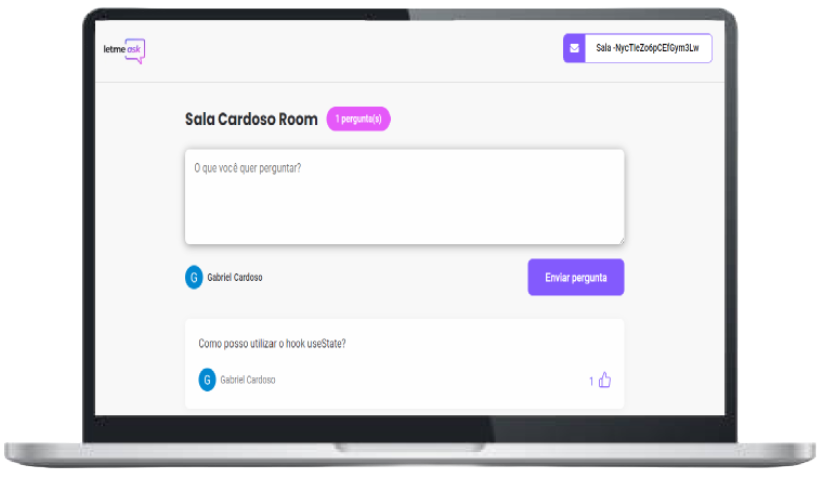 letmeask
Sala -NycTieZo6pCEfGym3Lw
Sala Cardoso Room
1 pergunta(s)
O que você quer perguntar?
G Gabriel Cardoso
Enviar pergunta
Como posso utilizar o hook useState?
G Gabriel Cardoso
1